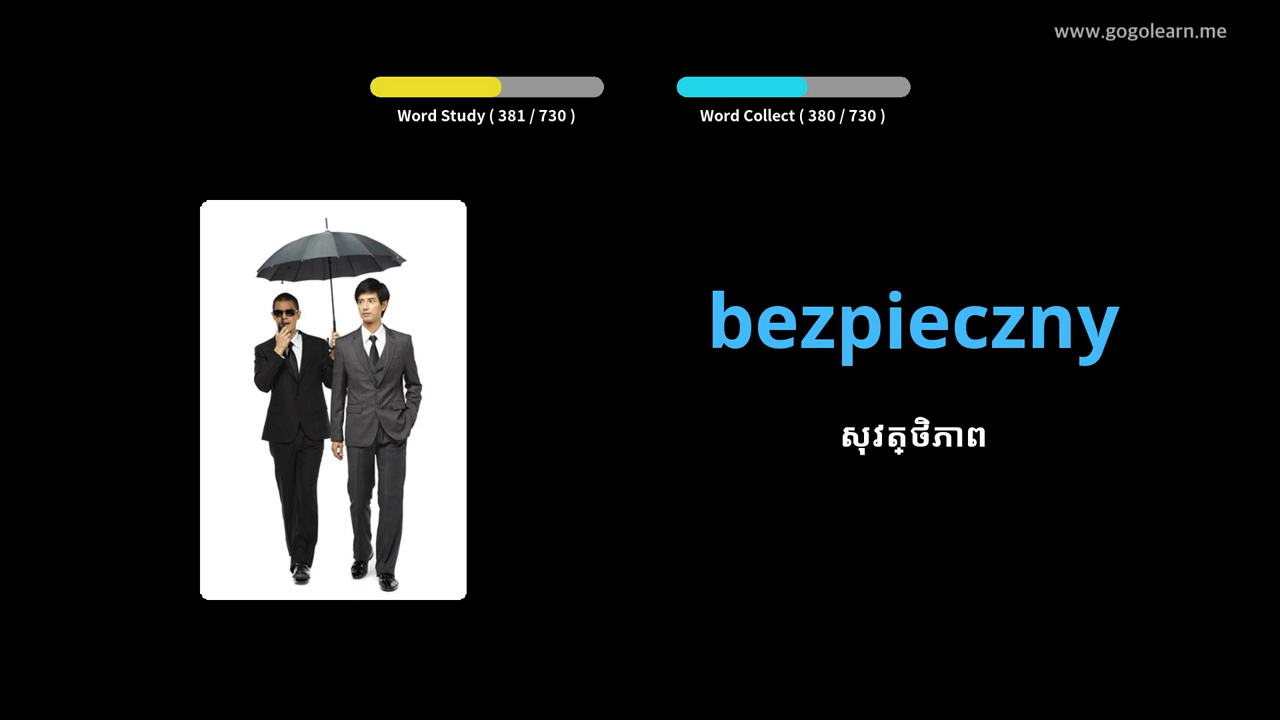 www.gogolearn.me
Word Study ( 381 / 730 )
Word Collect ( 380 / 730 )
bezpieczny
សុវត្ថិភាព